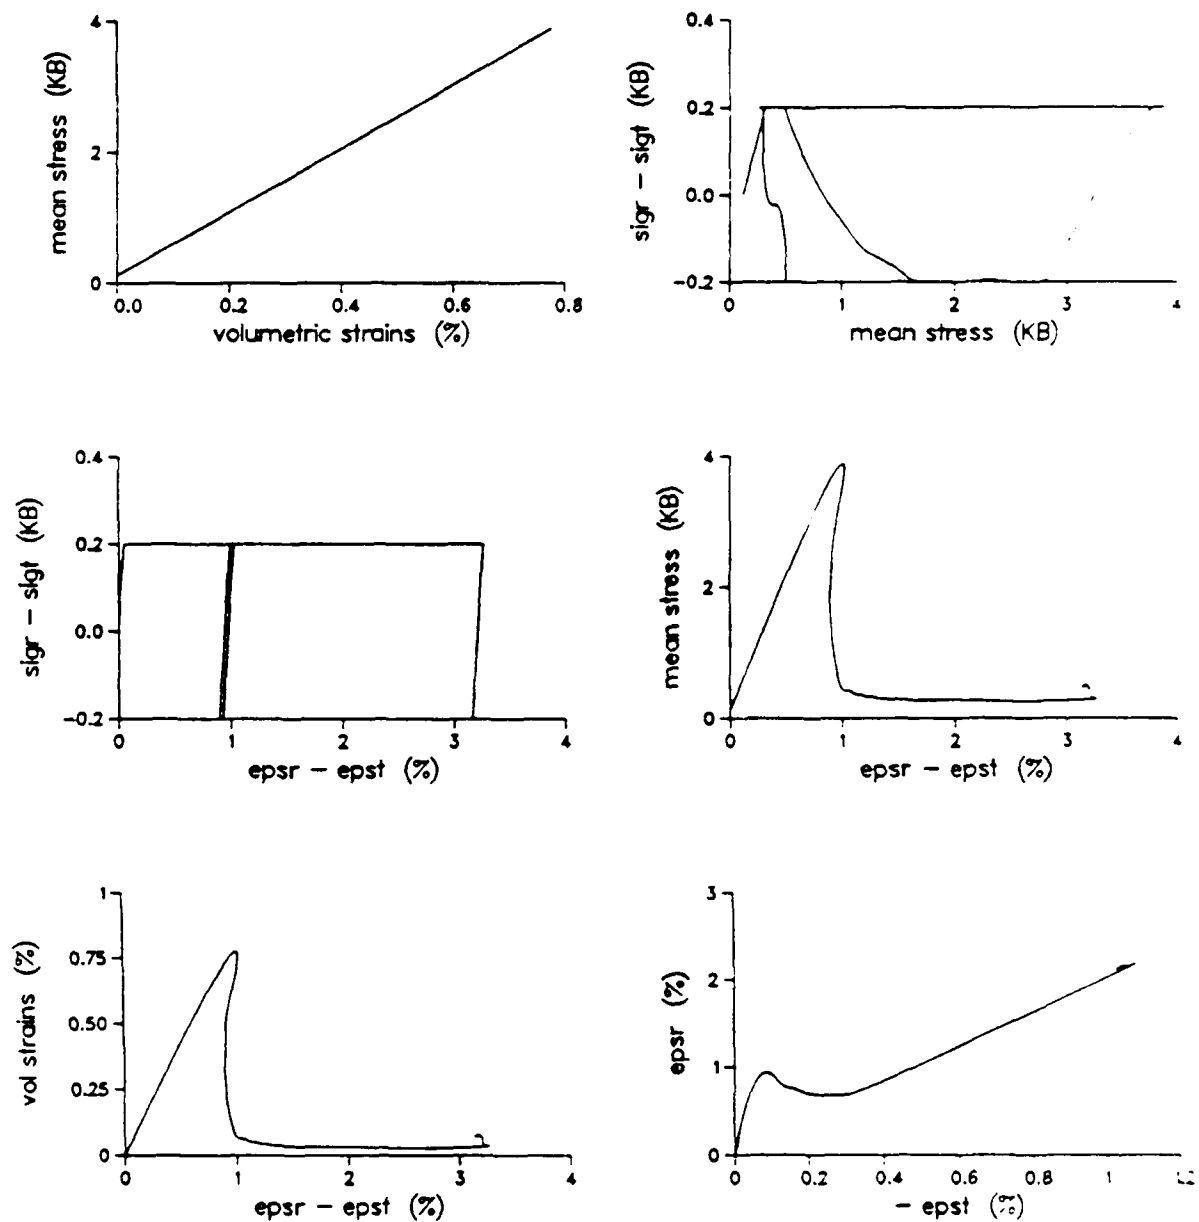 4
2
0
mean stress (KB)
0.0 0.2 0.4 0.6 0.8
volumetric strains (%)
0.4
0.2
0.0
-0.2
sigr - sigt (KB)
0 1 2 3 4
mean stress (KB)
0.4
0.2
0.0
-0.2
sigr - sigt (KB)
0 1 2 3 4
epsr - epst (%)
4
2
0
mean stress (KB)
0 1 2 3 4
epsr - epst (%)
1
0.75
0.50
0.25
0
vol strains (%)
0 1 2 3 4
epsr - epst (%)
3
2
1
0
epsr (%)
0 0.2 0.4 0.6 0.8 1 1.2
- epst (%)